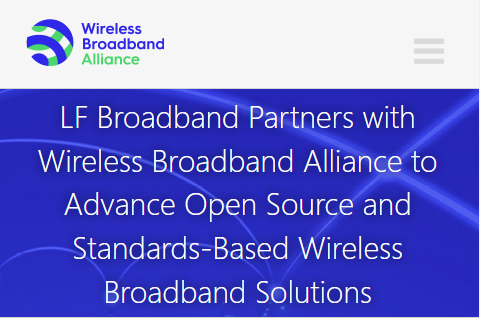 Wireless
Broadband
Alliance
LF Broadband Partners with
Wireless Broadband Alliance to
Advance Open Source and
Standards-Based Wireless
Broadband Solutions